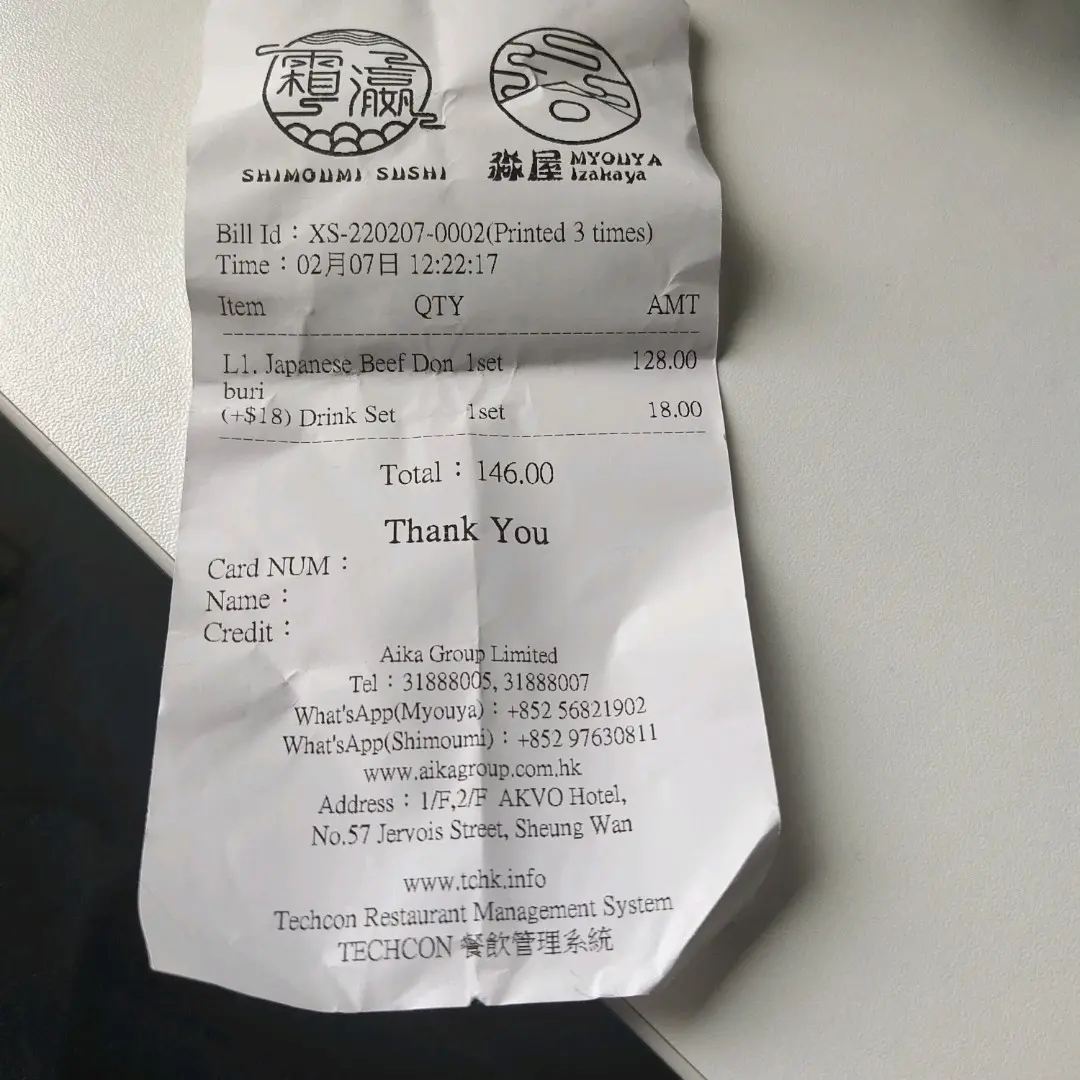 霜瀛
SHIMOUMI SUSHI
淼屋 MYOUYA
Izakaya
Bill Id：XS-220207-0002(Printed 3 times)
Time：02月07日 12:22:17
Item QTY AMT
L1. Japanese Beef Don 1set 128.00
buri
(+$18) Drink Set 1set 18.00
Total：146.00
Thank You
Card NUM：
Name：
Credit：
Aika Group Limited
Tel：31888005, 31888007
What'sApp(Myouya)：+852 56821902
What'sApp(Shimoumi)：+852 97630811
www.aikagroup.com.hk
Address：1/F,2/F AKVO Hotel,
No.57 Jervois Street, Sheung Wan
www.tchk.info
Techcon Restaurant Management System
TECHCON 餐飲管理系統